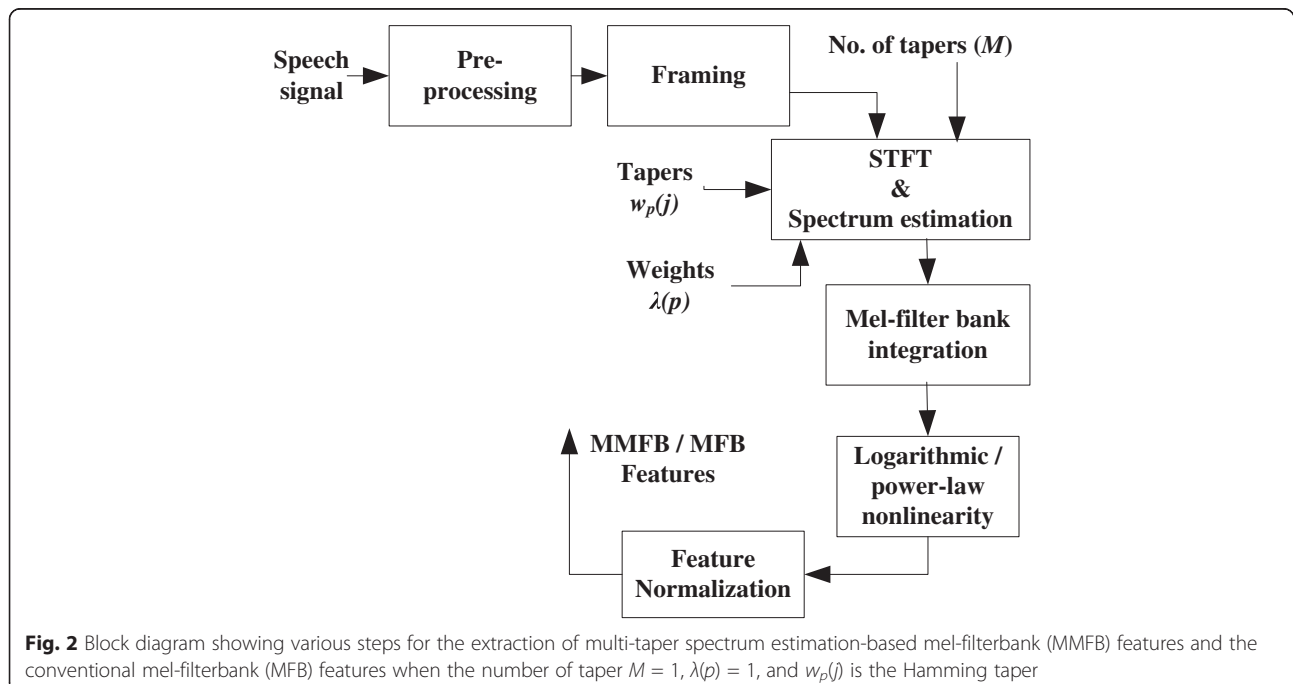 No. of tapers (M)
Speech
signal
Pre-
processing
Framing
STFT
&
Spectrum estimation
Tapers
w_p(j)
Weights
λ(p)
Mel-filter bank
integration
MMFB / MFB
Features
Logarithmic /
power-law
nonlinearity
Feature
Normalization
Fig. 2 Block diagram showing various steps for the extraction of multi-taper spectrum estimation-based mel-filterbank (MMFB) features and the
conventional mel-filterbank (MFB) features when the number of taper M = 1, λ(p) = 1, and w_p(j) is the Hamming taper